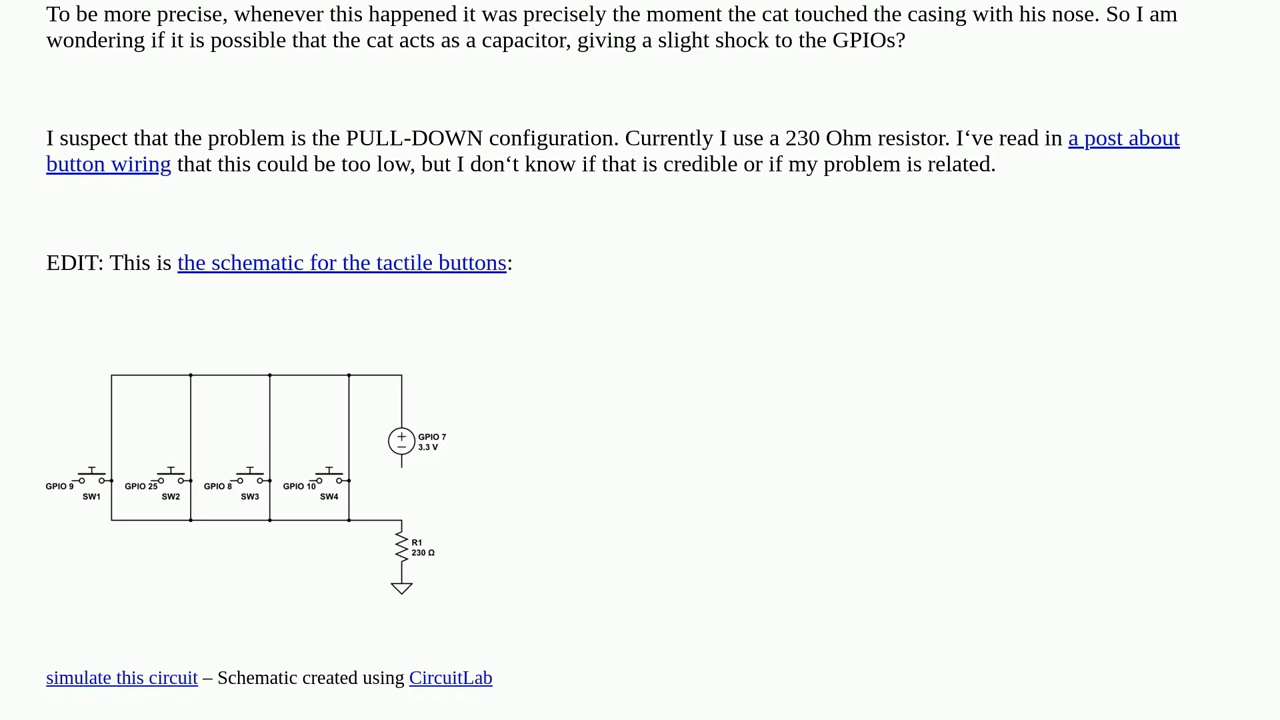 To be more precise, whenever this happened it was precisely the moment the cat touched the casing with his nose. So I am
wondering if it is possible that the cat acts as a capacitor, giving a slight shock to the GPIOs?
I suspect that the problem is the PULL-DOWN configuration. Currently I use a 230 Ohm resistor. I‘ve read in a post about
button wiring that this could be too low, but I don‘t know if that is credible or if my problem is related.
EDIT: This is the schematic for the tactile buttons:
GPIO 7
3.3 V
GPIO 9
SW1
GPIO 25
SW2
GPIO 8
SW3
GPIO 10
SW4
R1
230 Ω
simulate this circuit – Schematic created using CircuitLab